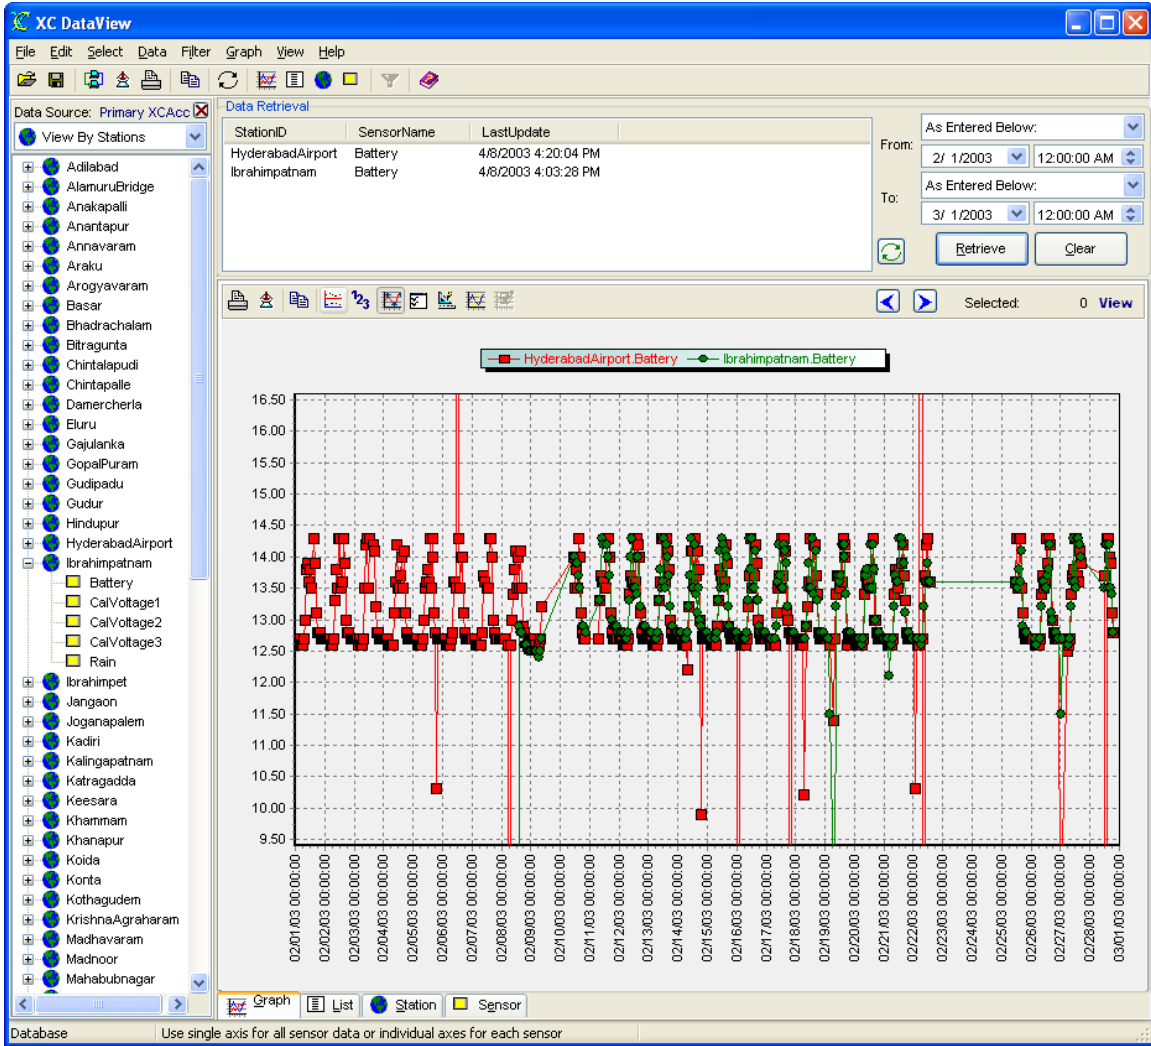 XC DataView
File Edit Select Data Filter Graph View Help
Data Source: Primary XCAcc
View By Stations
Adilabad
AlamuruBridge
Anakapalli
Anantapur
Annavaram
Araku
Arogyavaram
Basar
Bhadrachalam
Bitragunta
Chintalapudi
Chintapalle
Damercherla
Eluru
Gajulanka
GopalPuram
Gudipadu
Gudur
Hindupur
HyderabadAirport
Ibrahimpatnam
Battery
CalVoltage1
CalVoltage2
CalVoltage3
Rain
Ibrahimpet
Jangaon
Joganapalem
Kadiri
Kalingapatnam
Katragadda
Keesara
Khammam
Khanapur
Koida
Konta
Kothagudem
KrishnaAgraharam
Madhavaram
Madnoor
Mahabubnagar
Data Retrieval
StationID SensorName LastUpdate
HyderabadAirport Battery 4/8/2003 4:20:04 PM
Ibrahimpatnam Battery 4/8/2003 4:03:28 PM
From:
As Entered Below:
2/ 1/2003 12:00:00 AM
To:
As Entered Below:
3/ 1/2003 12:00:00 AM
Retrieve Clear
123
Selected: 0 View
HyderabadAirport.Battery Ibrahimpatnam.Battery
16.50
16.00
15.50
15.00
14.50
14.00
13.50
13.00
12.50
12.00
11.50
11.00
10.50
10.00
9.50
02/01/03 00:00:00
02/02/03 00:00:00
02/03/03 00:00:00
02/04/03 00:00:00
02/05/03 00:00:00
02/06/03 00:00:00
02/07/03 00:00:00
02/08/03 00:00:00
02/09/03 00:00:00
02/10/03 00:00:00
02/11/03 00:00:00
02/12/03 00:00:00
02/13/03 00:00:00
02/14/03 00:00:00
02/15/03 00:00:00
02/16/03 00:00:00
02/17/03 00:00:00
02/18/03 00:00:00
02/19/03 00:00:00
02/20/03 00:00:00
02/21/03 00:00:00
02/22/03 00:00:00
02/23/03 00:00:00
02/24/03 00:00:00
02/25/03 00:00:00
02/26/03 00:00:00
02/27/03 00:00:00
02/28/03 00:00:00
03/01/03 00:00:00
Graph List Station Sensor
Database Use single axis for all sensor data or individual axes for each sensor